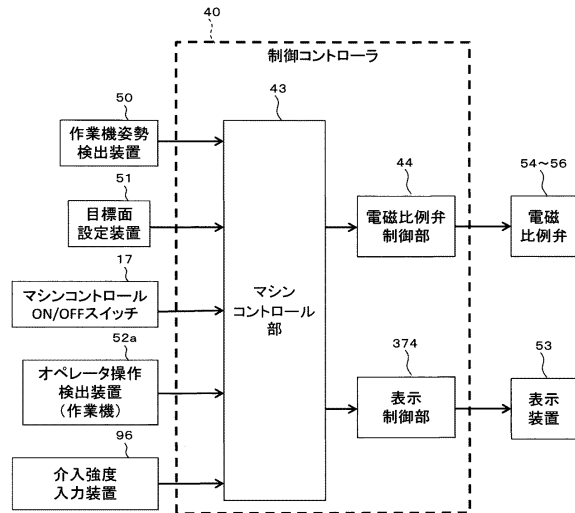 40
制御コントローラ
50
作業機姿勢
検出装置
51
目標面
設定装置
17
マシンコントロール
ON/OFFスイッチ
52a
オペレータ操作
検出装置
(作業機)
96
介入強度
入力装置
43
マシン
コントロール
部
44
電磁比例弁
制御部
54~56
電磁
比例弁
374
表示
制御部
53
表示
装置